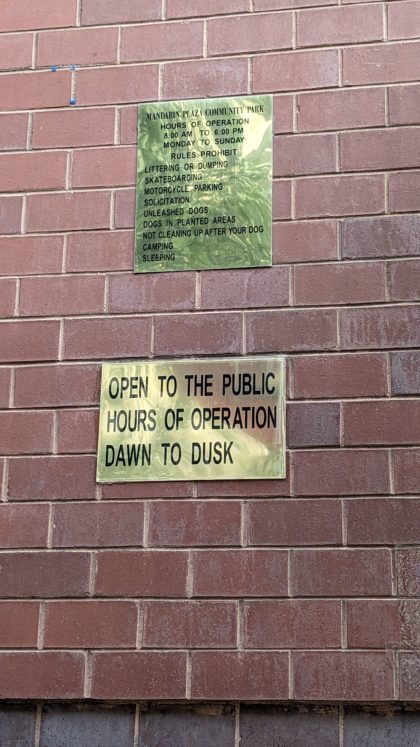 MANDARIN PLAZA COMMUNITY PARK
HOURS OF OPERATION
8:00 AM TO 6:00 PM
MONDAY TO SUNDAY
RULES PROHIBIT
LITTERING OR DUMPING
SKATEBOARDING
MOTORCYCLE PARKING
SOLICITATION
UNLEASHED DOGS
DOGS IN PLANTED AREAS
NOT CLEANING UP AFTER YOUR DOG
CAMPING
SLEEPING
OPEN TO THE PUBLIC
HOURS OF OPERATION
DAWN TO DUSK